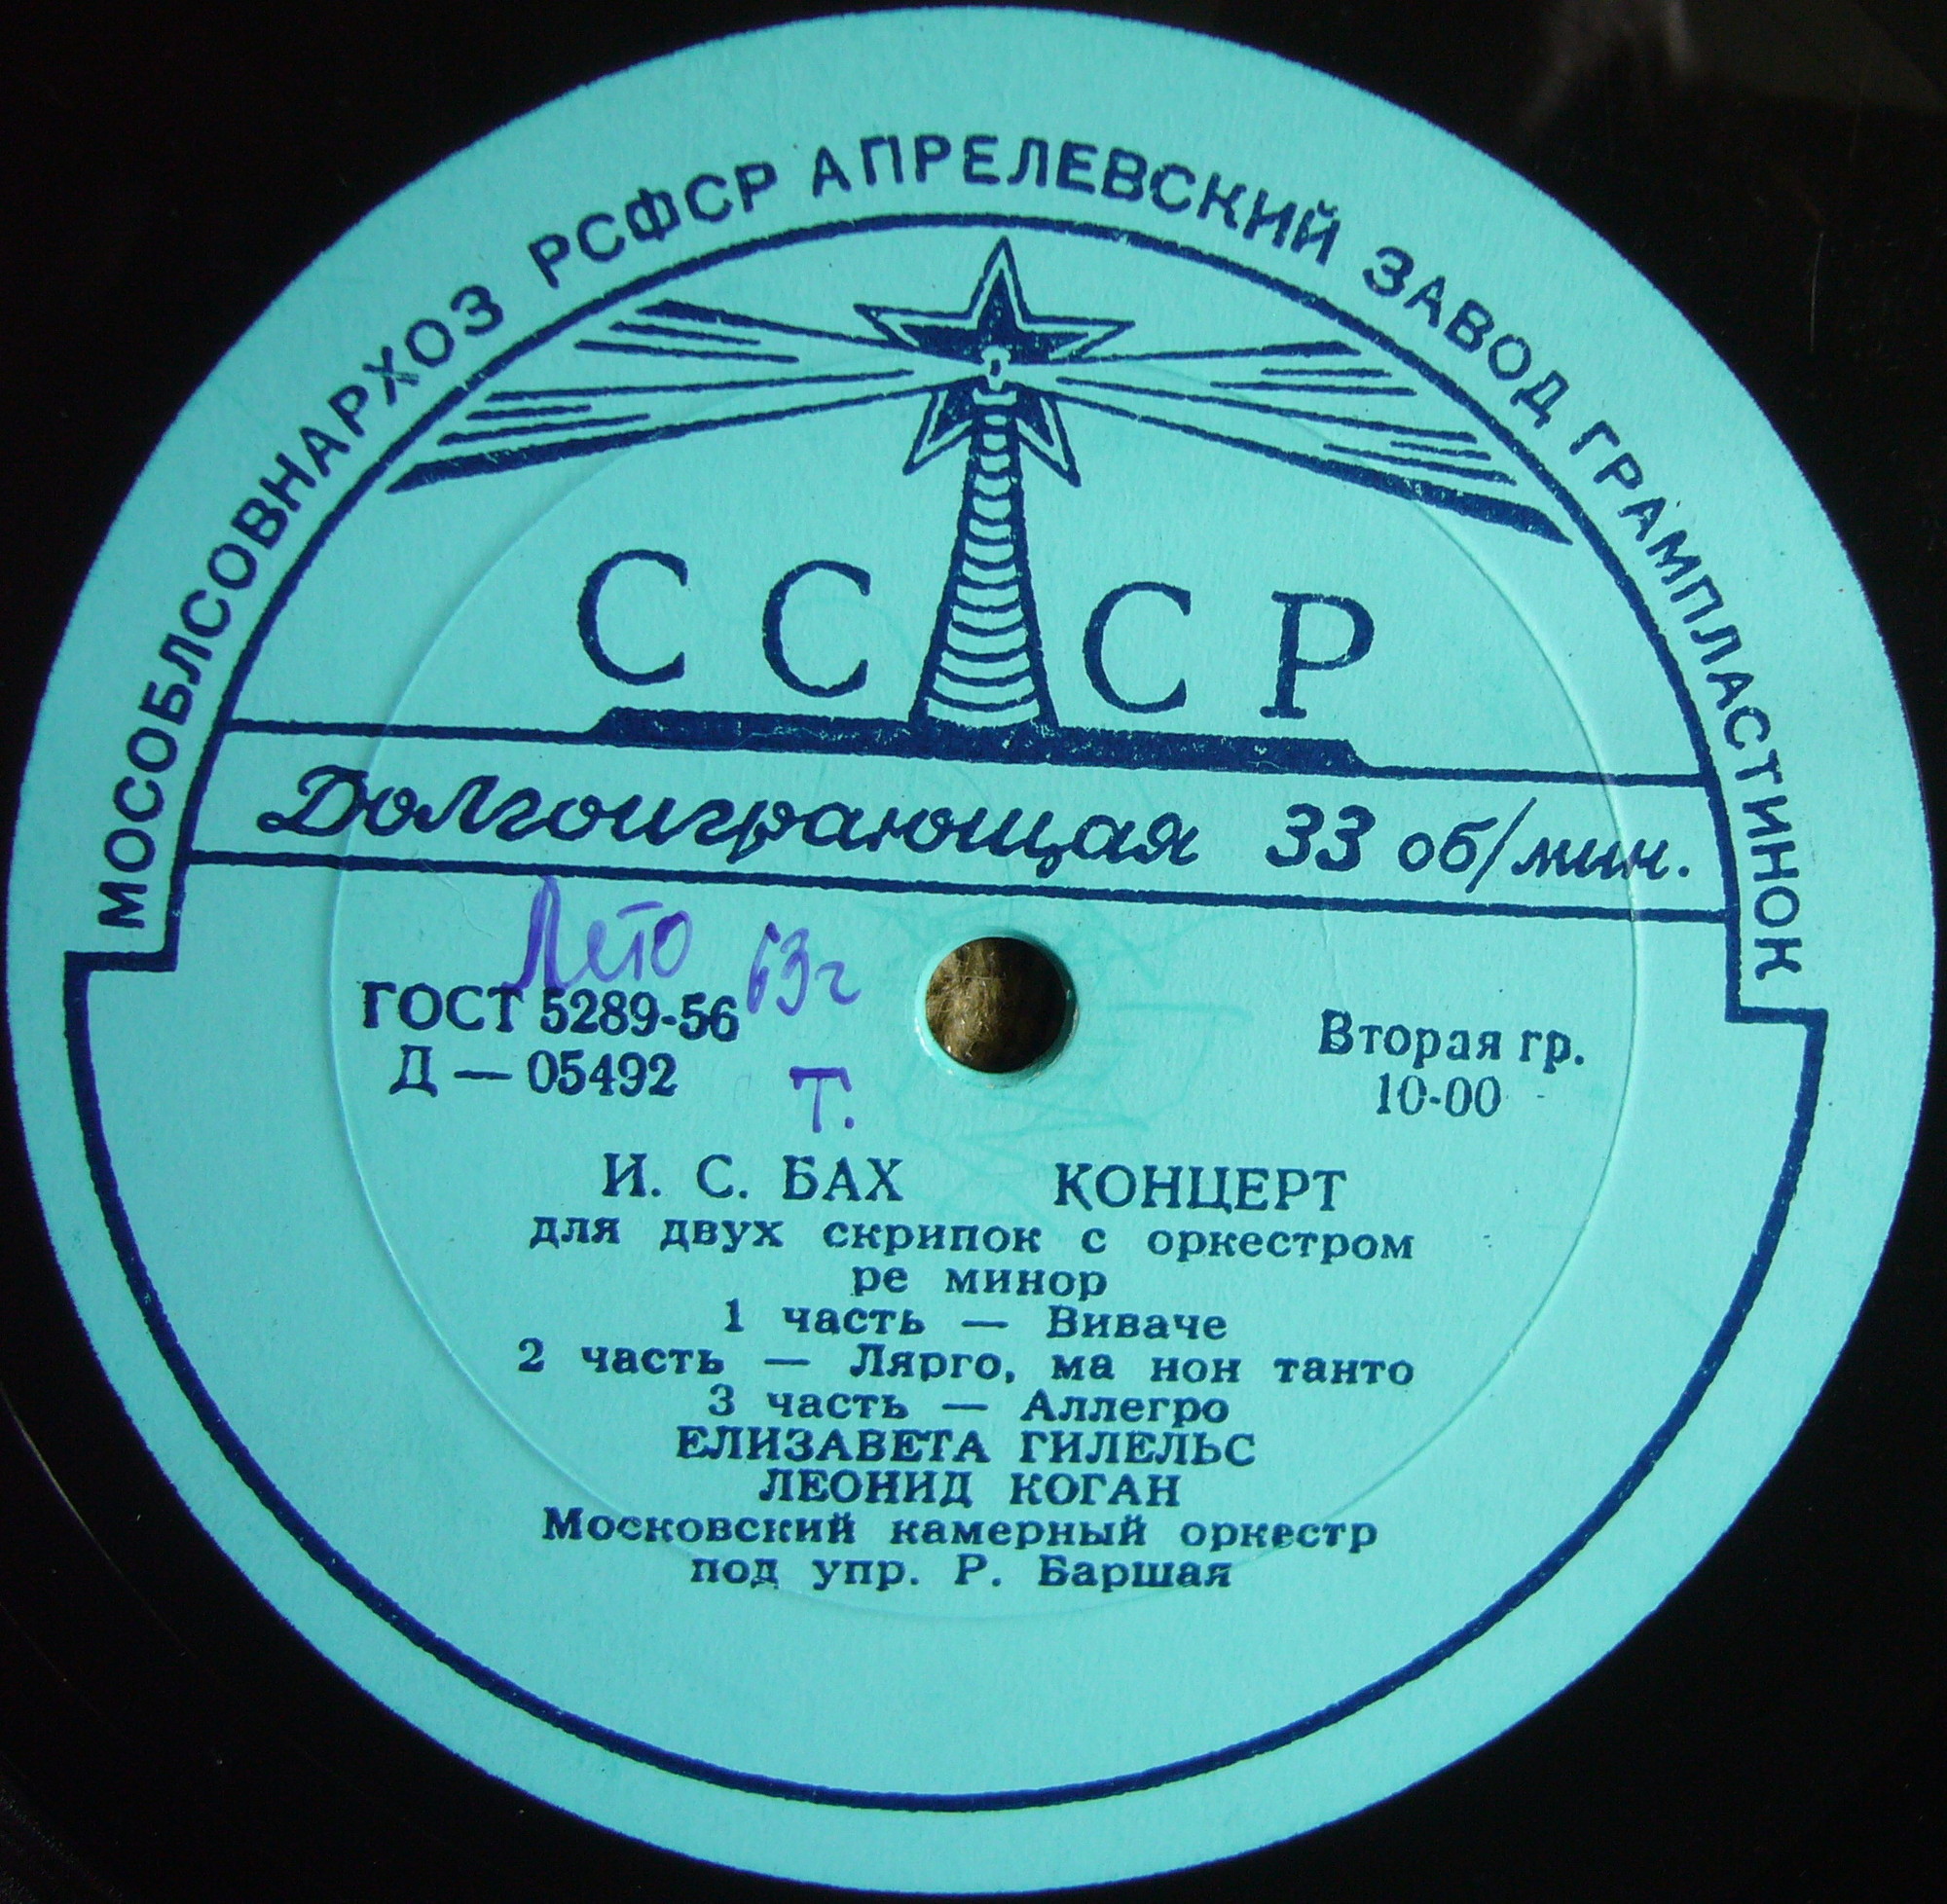 МОСОБЛСОВНАРХОЗ РСФСР АПРЕЛЕВСКИЙ ЗАВОД ГРАМПЛАСТИНОК
СССР
Долгоиграющая 33 об/мин.
Лето 63г
ГОСТ 5289-56
Д — 05492
Т.
Вторая гр.
10-00
И. С. БАХ КОНЦЕРТ
для двух скрипок с оркестром
ре минор
1 часть — Виваче
2 часть — Лярго, ма нон танто
3 часть — Аллегро
ЕЛИЗАВЕТА ГИЛЕЛЬС
ЛЕОНИД КОГАН
Московский камерный оркестр
под упр. Р. Баршая